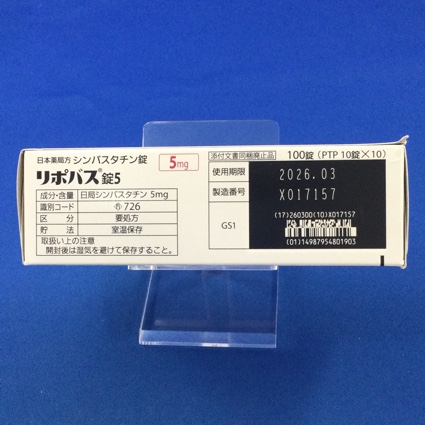 日本薬局方 シンバスタチン錠
5mg
リポバス®錠5
成分・含量 日局シンバスタチン 5mg
識別コード 726
区分 要処方
貯法 室温保存
取扱い上の注意
開封後は湿気を避けて保存すること。
添付文書同梱廃止品
100錠 (PTP 10錠×10)
使用期限 2026.03
製造番号 X017157
GS1
(17)260300(10)X017157
(01)14987954801903